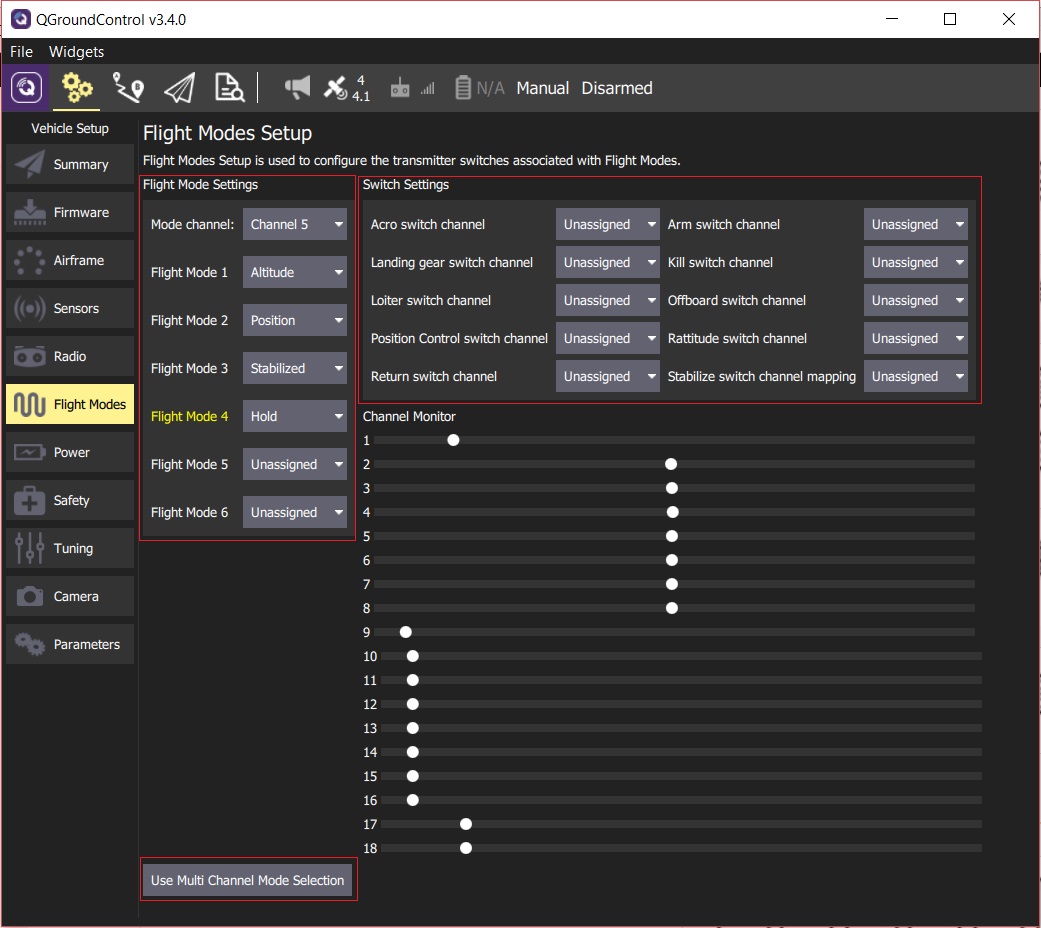 QGroundControl v3.4.0
File Widgets
4
4.1
N/A Manual Disarmed
Vehicle Setup
Summary
Firmware
Airframe
Sensors
Radio
Flight Modes
Power
Safety
Tuning
Camera
Parameters
Flight Modes Setup
Flight Modes Setup is used to configure the transmitter switches associated with Flight Modes.
Flight Mode Settings
Mode channel: Channel 5
Flight Mode 1 Altitude
Flight Mode 2 Position
Flight Mode 3 Stabilized
Flight Mode 4 Hold
Flight Mode 5 Unassigned
Flight Mode 6 Unassigned
Use Multi Channel Mode Selection
Switch Settings
Acro switch channel Unassigned Arm switch channel Unassigned
Landing gear switch channel Unassigned Kill switch channel Unassigned
Loiter switch channel Unassigned Offboard switch channel Unassigned
Position Control switch channel Unassigned Rattitude switch channel Unassigned
Return switch channel Unassigned Stabilize switch channel mapping Unassigned
Channel Monitor
1
2
3
4
5
6
7
8
9
10
11
12
13
14
15
16
17
18